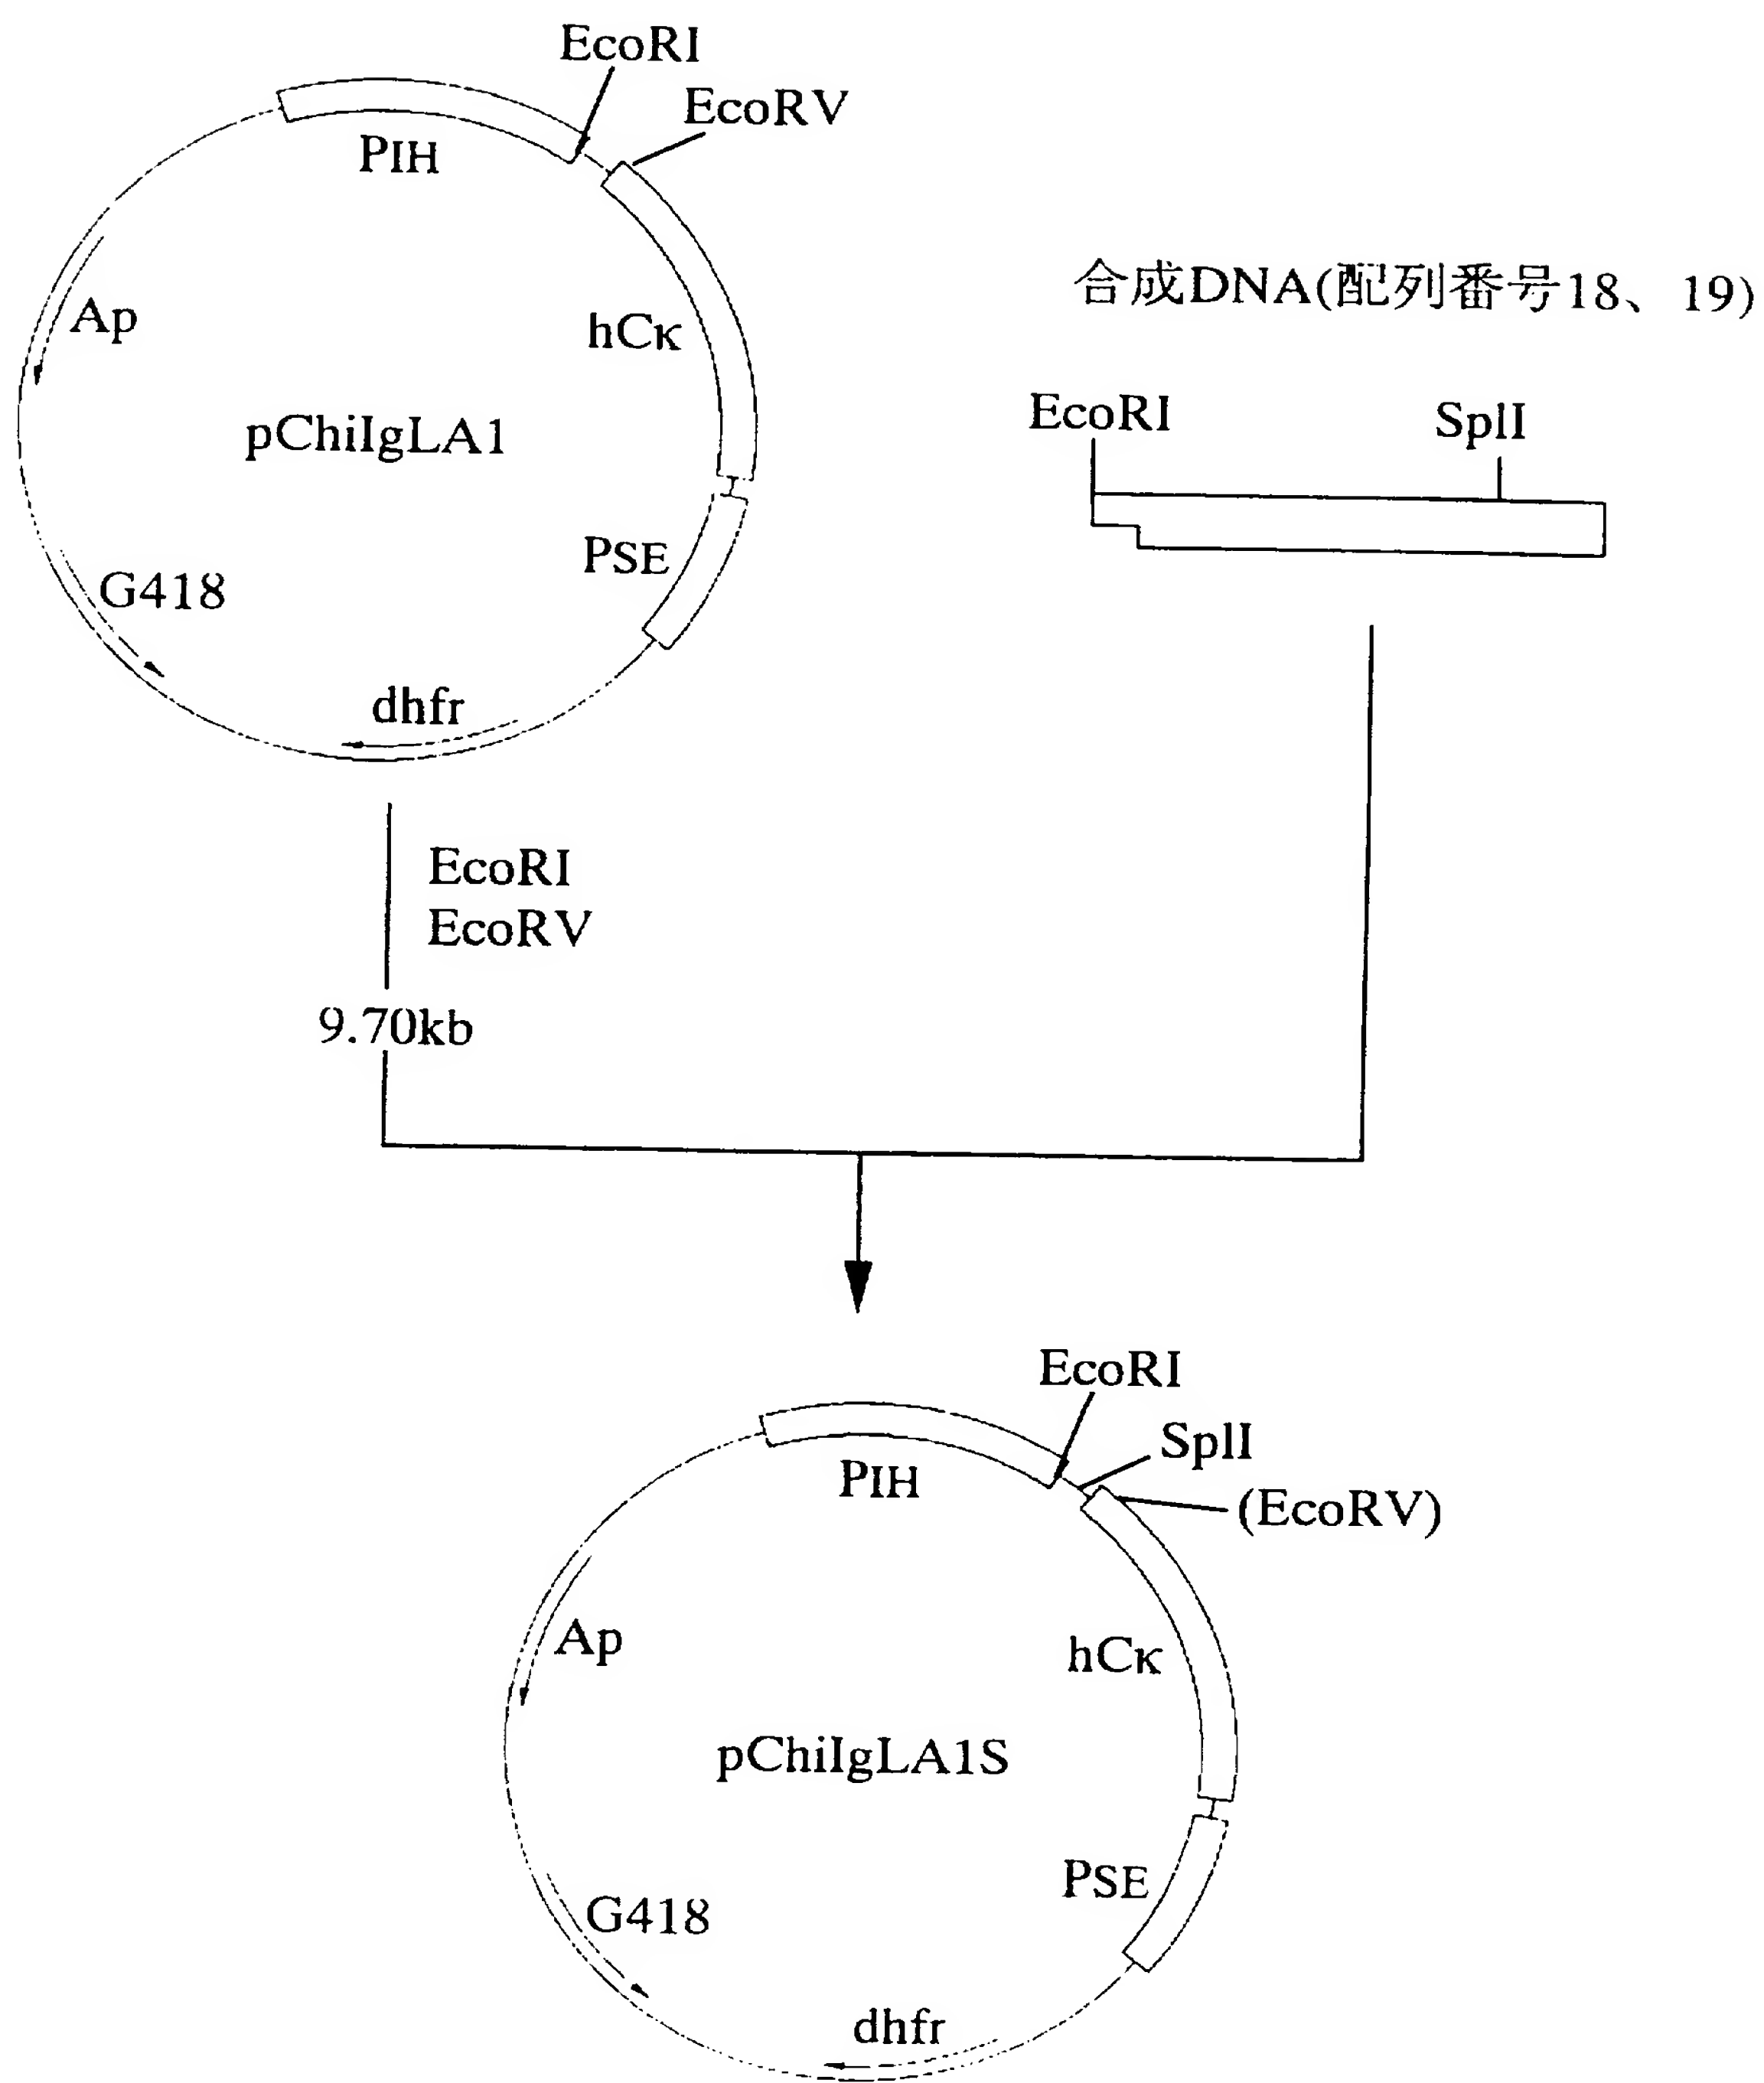 EcoRI
EcoRV
PIH
Ap
hCκ
pChiIgLA1
PSE
G418
dhfr
合成DNA(配列番号18、19)
EcoRI
SplI
EcoRI
EcoRV
9.70kb
EcoRI
SplI
(EcoRV)
PIH
Ap
hCκ
pChiIgLA1S
PSE
G418
dhfr